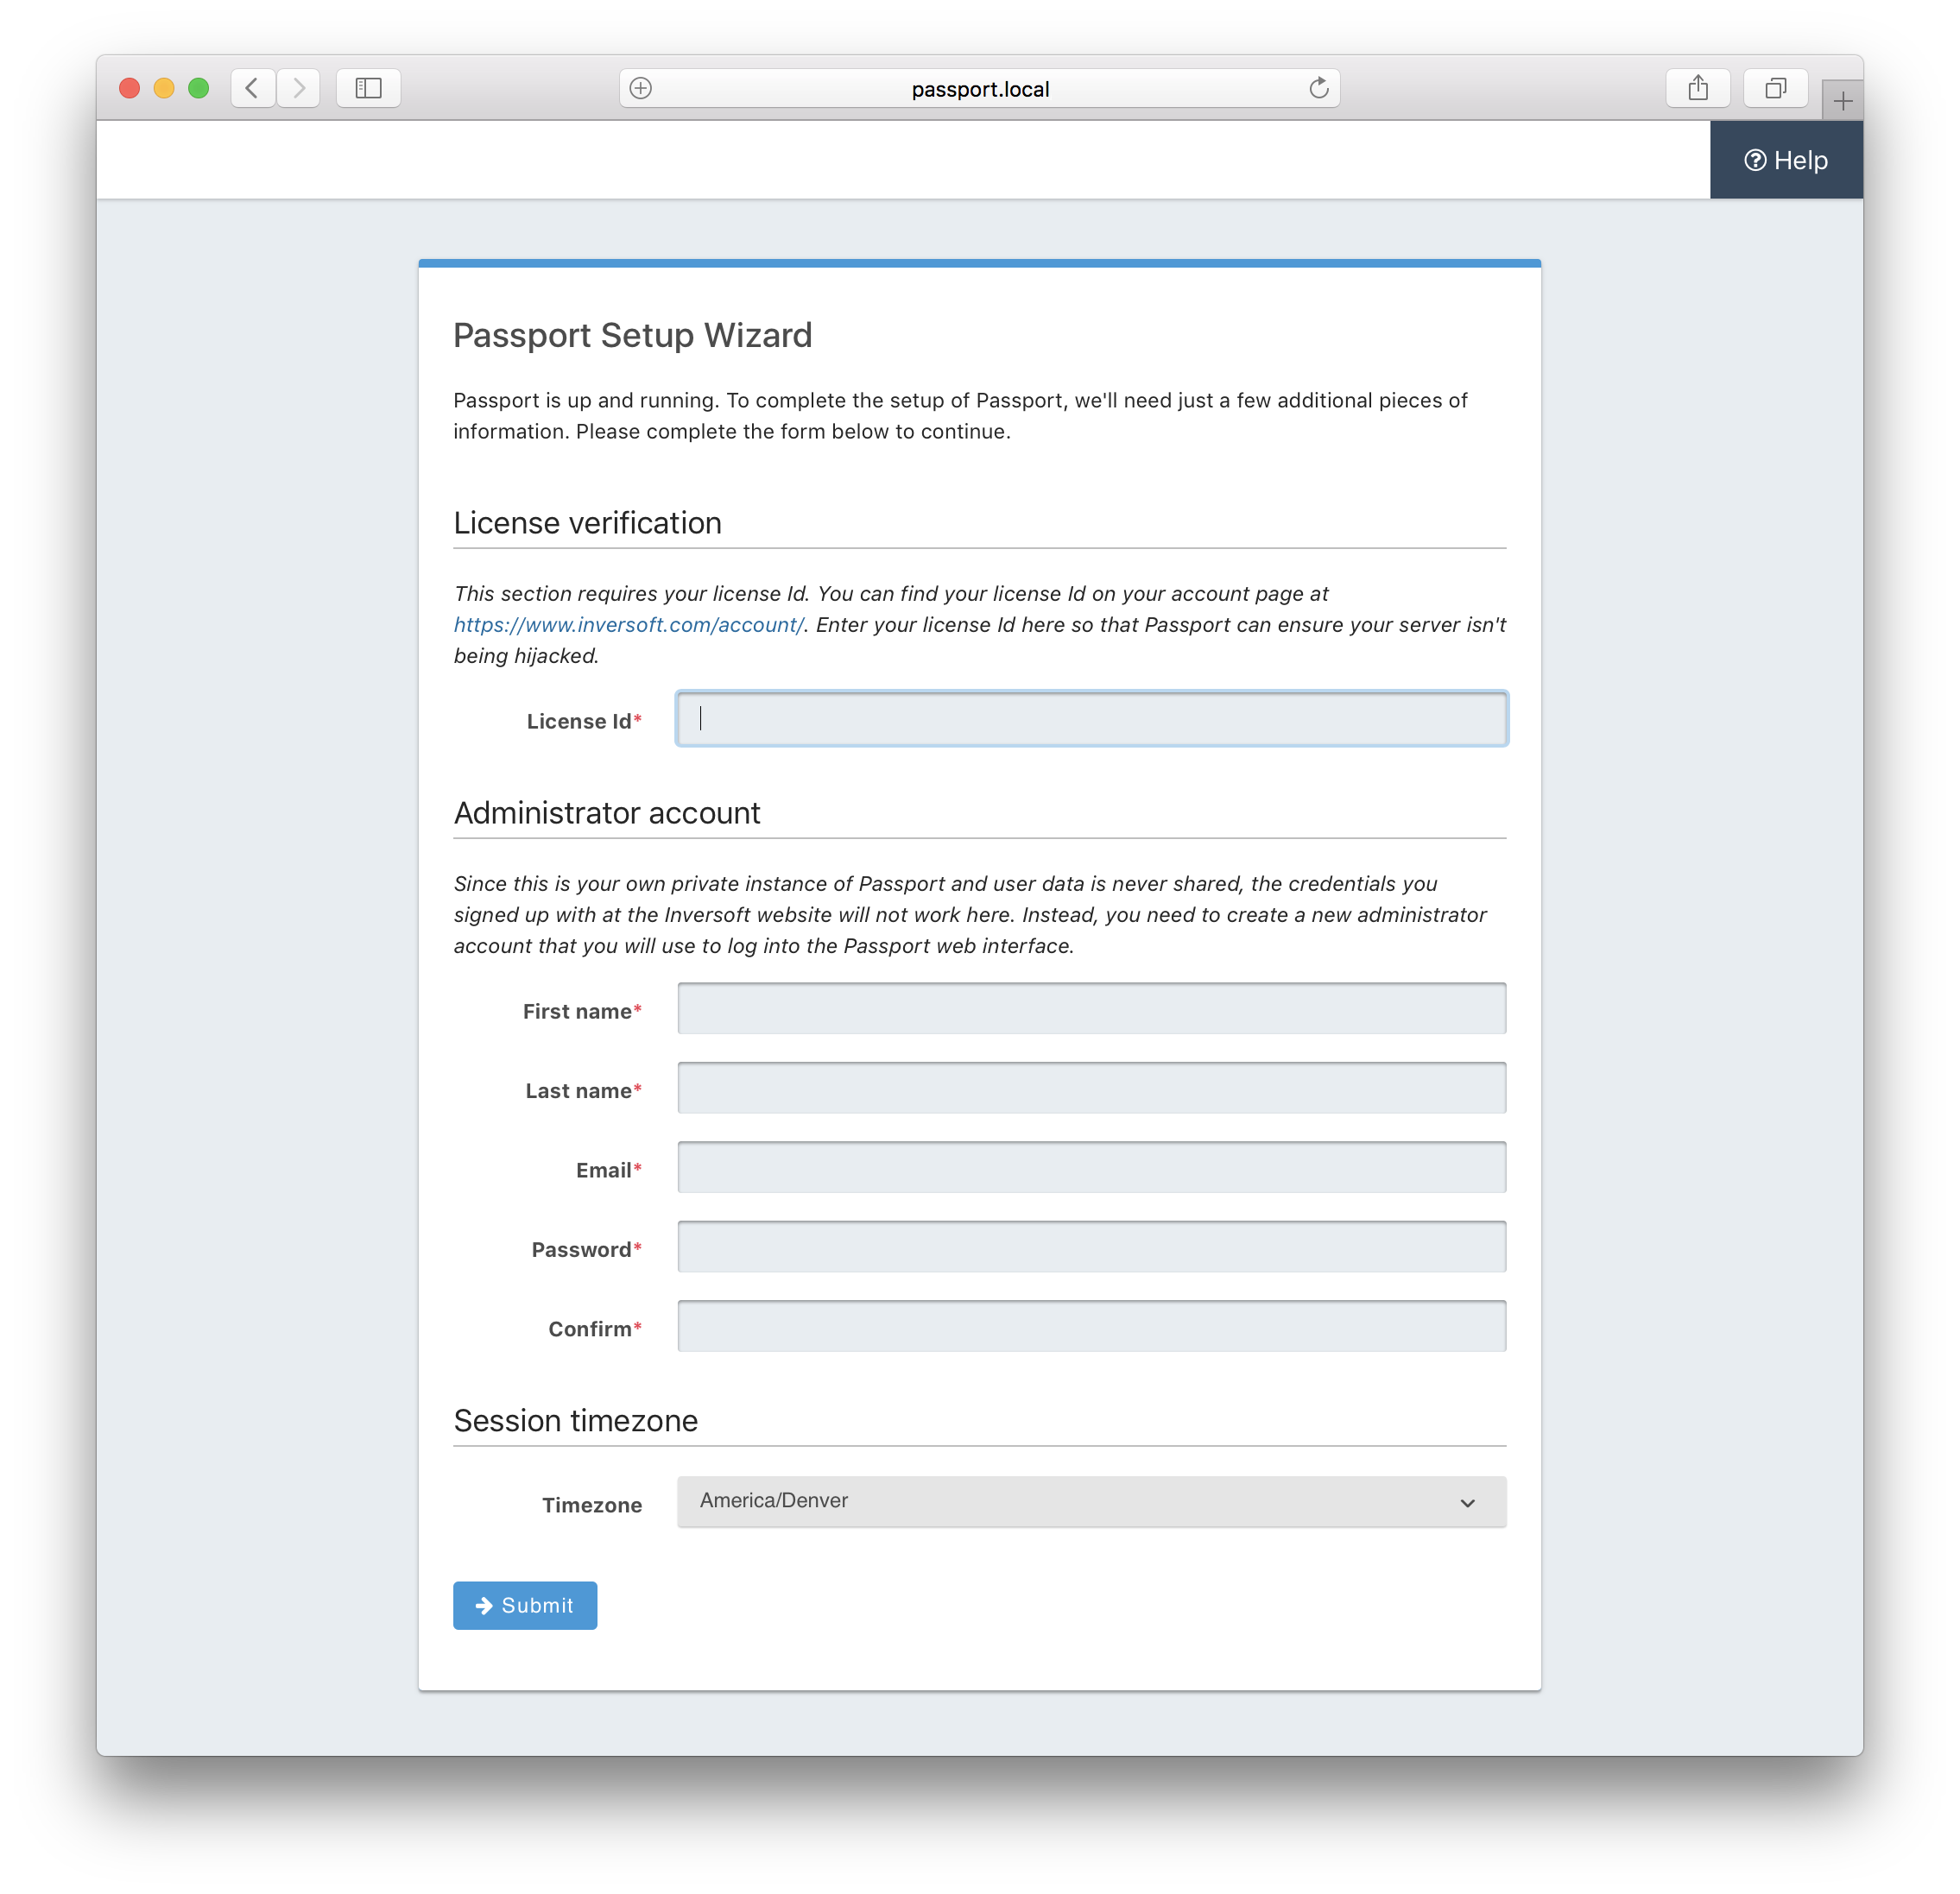 passport.local
Help
Passport Setup Wizard
Passport is up and running. To complete the setup of Passport, we'll need just a few additional pieces of
information. Please complete the form below to continue.
License verification
This section requires your license Id. You can find your license Id on your account page at
https://www.inversoft.com/account/. Enter your license Id here so that Passport can ensure your server isn't
being hijacked.
License Id*
Administrator account
Since this is your own private instance of Passport and user data is never shared, the credentials you
signed up with at the Inversoft website will not work here. Instead, you need to create a new administrator
account that you will use to log into the Passport web interface.
First name*
Last name*
Email*
Password*
Confirm*
Session timezone
Timezone America/Denver
Submit